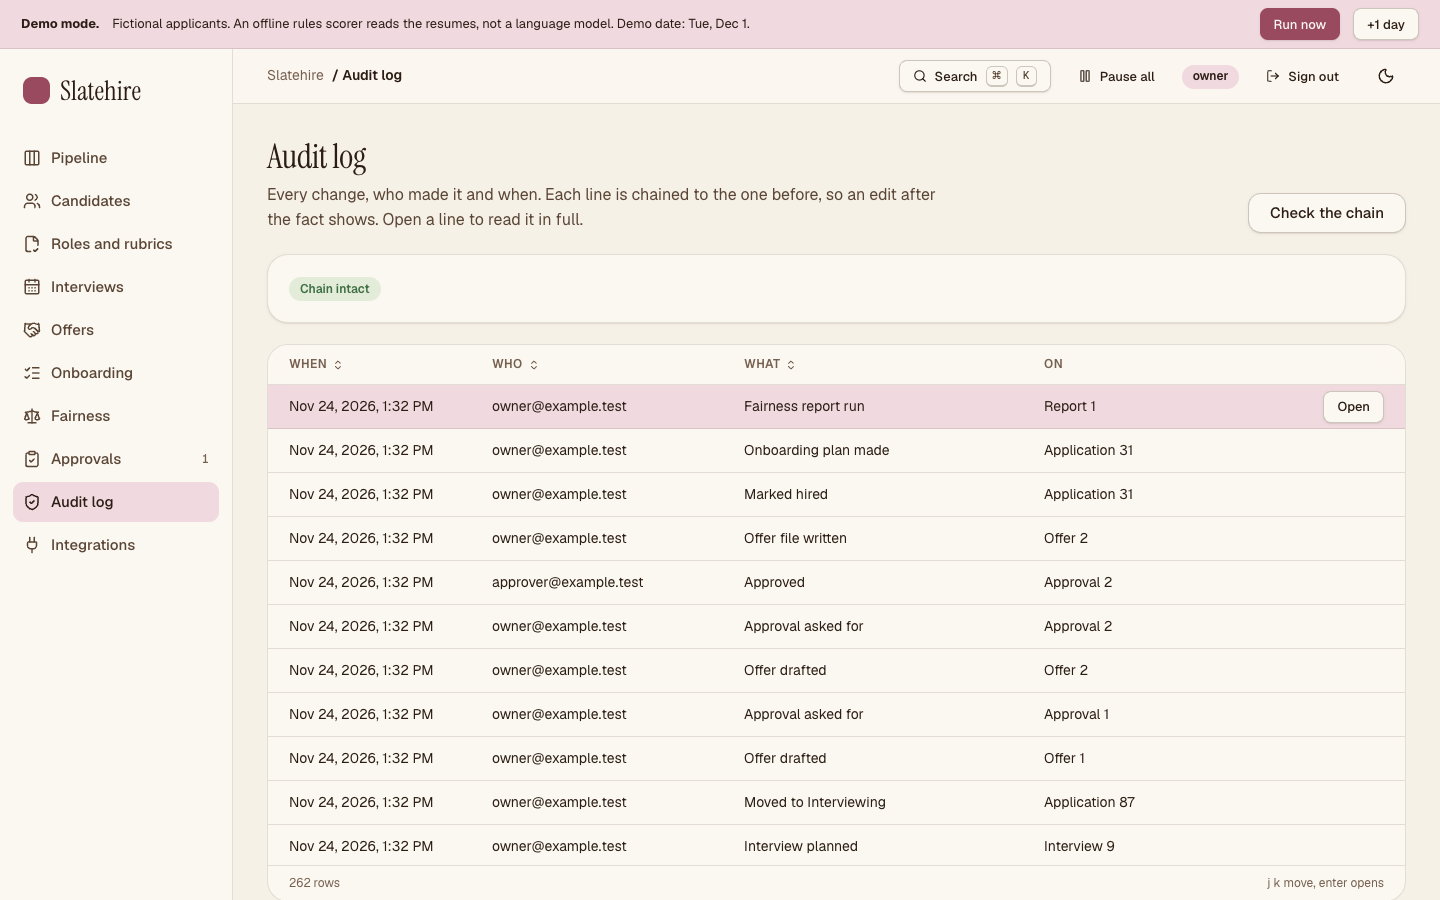 Demo mode. Fictional applicants. An offline rules scorer reads the resumes, not a language model. Demo date: Tue, Dec 1. Run now +1 day
Slatehire
Pipeline
Candidates
Roles and rubrics
Interviews
Offers
Onboarding
Fairness
Approvals 1
Audit log
Integrations
Slatehire / Audit log Search ⌘ K Pause all owner Sign out
Audit log
Every change, who made it and when. Each line is chained to the one before, so an edit after
the fact shows. Open a line to read it in full.
Check the chain
Chain intact
WHEN WHO WHAT ON
Nov 24, 2026, 1:32 PM owner@example.test Fairness report run Report 1 Open
Nov 24, 2026, 1:32 PM owner@example.test Onboarding plan made Application 31
Nov 24, 2026, 1:32 PM owner@example.test Marked hired Application 31
Nov 24, 2026, 1:32 PM owner@example.test Offer file written Offer 2
Nov 24, 2026, 1:32 PM approver@example.test Approved Approval 2
Nov 24, 2026, 1:32 PM owner@example.test Approval asked for Approval 2
Nov 24, 2026, 1:32 PM owner@example.test Offer drafted Offer 2
Nov 24, 2026, 1:32 PM owner@example.test Approval asked for Approval 1
Nov 24, 2026, 1:32 PM owner@example.test Offer drafted Offer 1
Nov 24, 2026, 1:32 PM owner@example.test Moved to Interviewing Application 87
Nov 24, 2026, 1:32 PM owner@example.test Interview planned Interview 9
262 rows j k move, enter opens